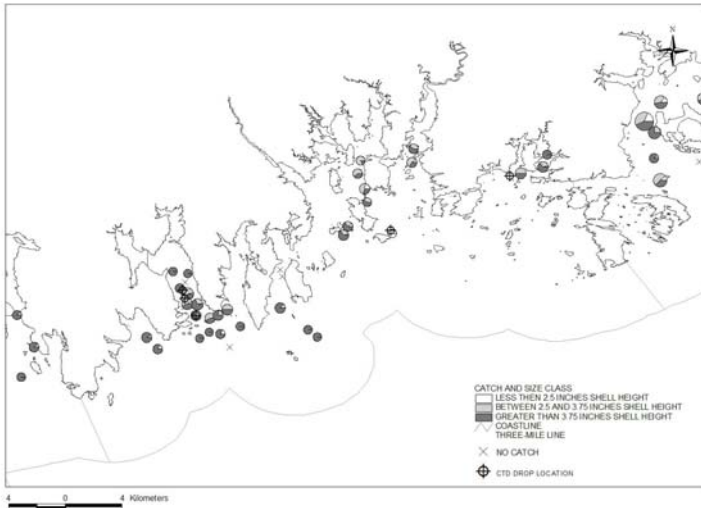 N
CATCH AND SIZE CLASS
LESS THEN 2.5 INCHES SHELL HEIGHT
BETWEEN 2.5 AND 3.75 INCHES SHELL HEIGHT
GREATER THAN 3.75 INCHES SHELL HEIGHT
COASTLINE
THREE-MILE LINE
NO CATCH
CTD DROP LOCATION
4 0 4 Kilometers